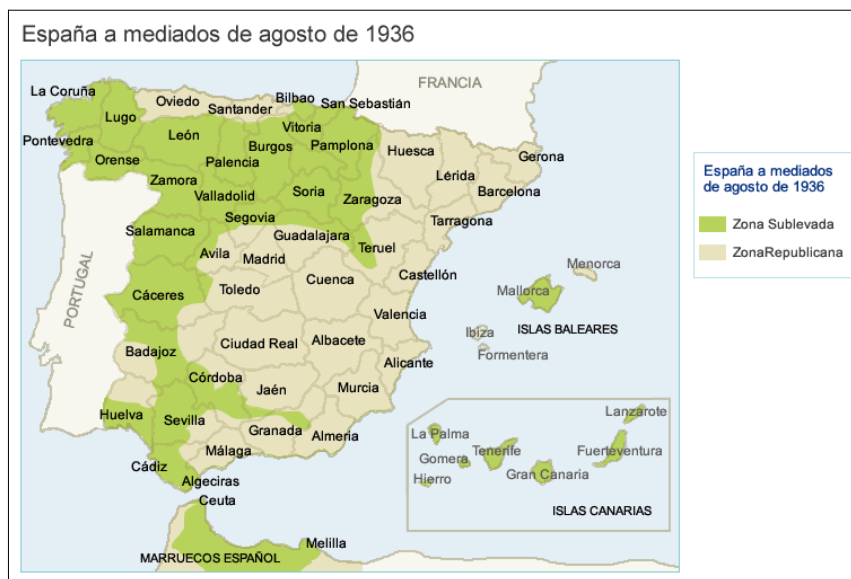 España a mediados de agosto de 1936
FRANCIA
La Coruña
Oviedo
Santander
Bilbao
San Sebastián
Lugo
León
Vitoria
Burgos
Pamplona
Pontevedra
Orense
Palencia
Huesca
Gerona
Lérida
Zamora
Valladolid
Soria
Zaragoza
Barcelona
Segovia
Tarragona
Salamanca
Guadalajara
Avila
Madrid
Teruel
PORTUGAL
Cáceres
Toledo
Cuenca
Castellón
Menorca
Mallorca
Valencia
ISLAS BALEARES
Ibiza
Formentera
Badajoz
Ciudad Real
Albacete
Alicante
Córdoba
Jaén
Murcia
Huelva
Sevilla
Granada
Almeria
Málaga
Cádiz
Algeciras
Ceuta
Melilla
MARRUECOS ESPAÑOL
Lanzarote
La Palma
Tenerife
Fuerteventura
Gomera
Hierro
Gran Canaria
ISLAS CANARIAS
España a mediados
de agosto de 1936
Zona Sublevada
ZonaRepublicana